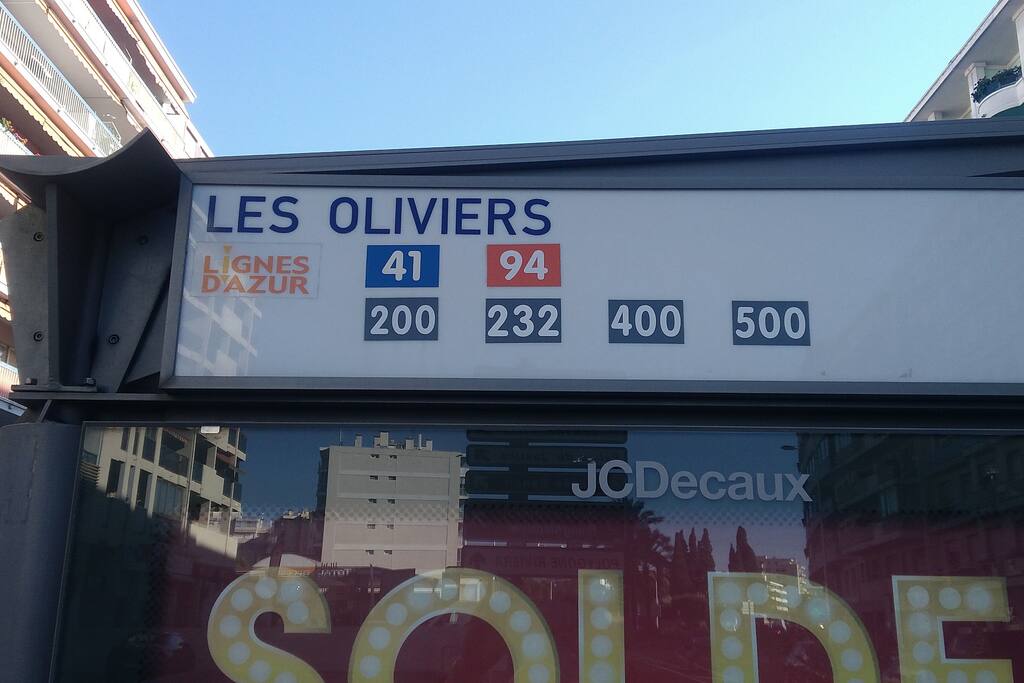 LES OLIVIERS
LIGNES D'AZUR
41 94
200 232 400 500
JCDecaux
SOLDE